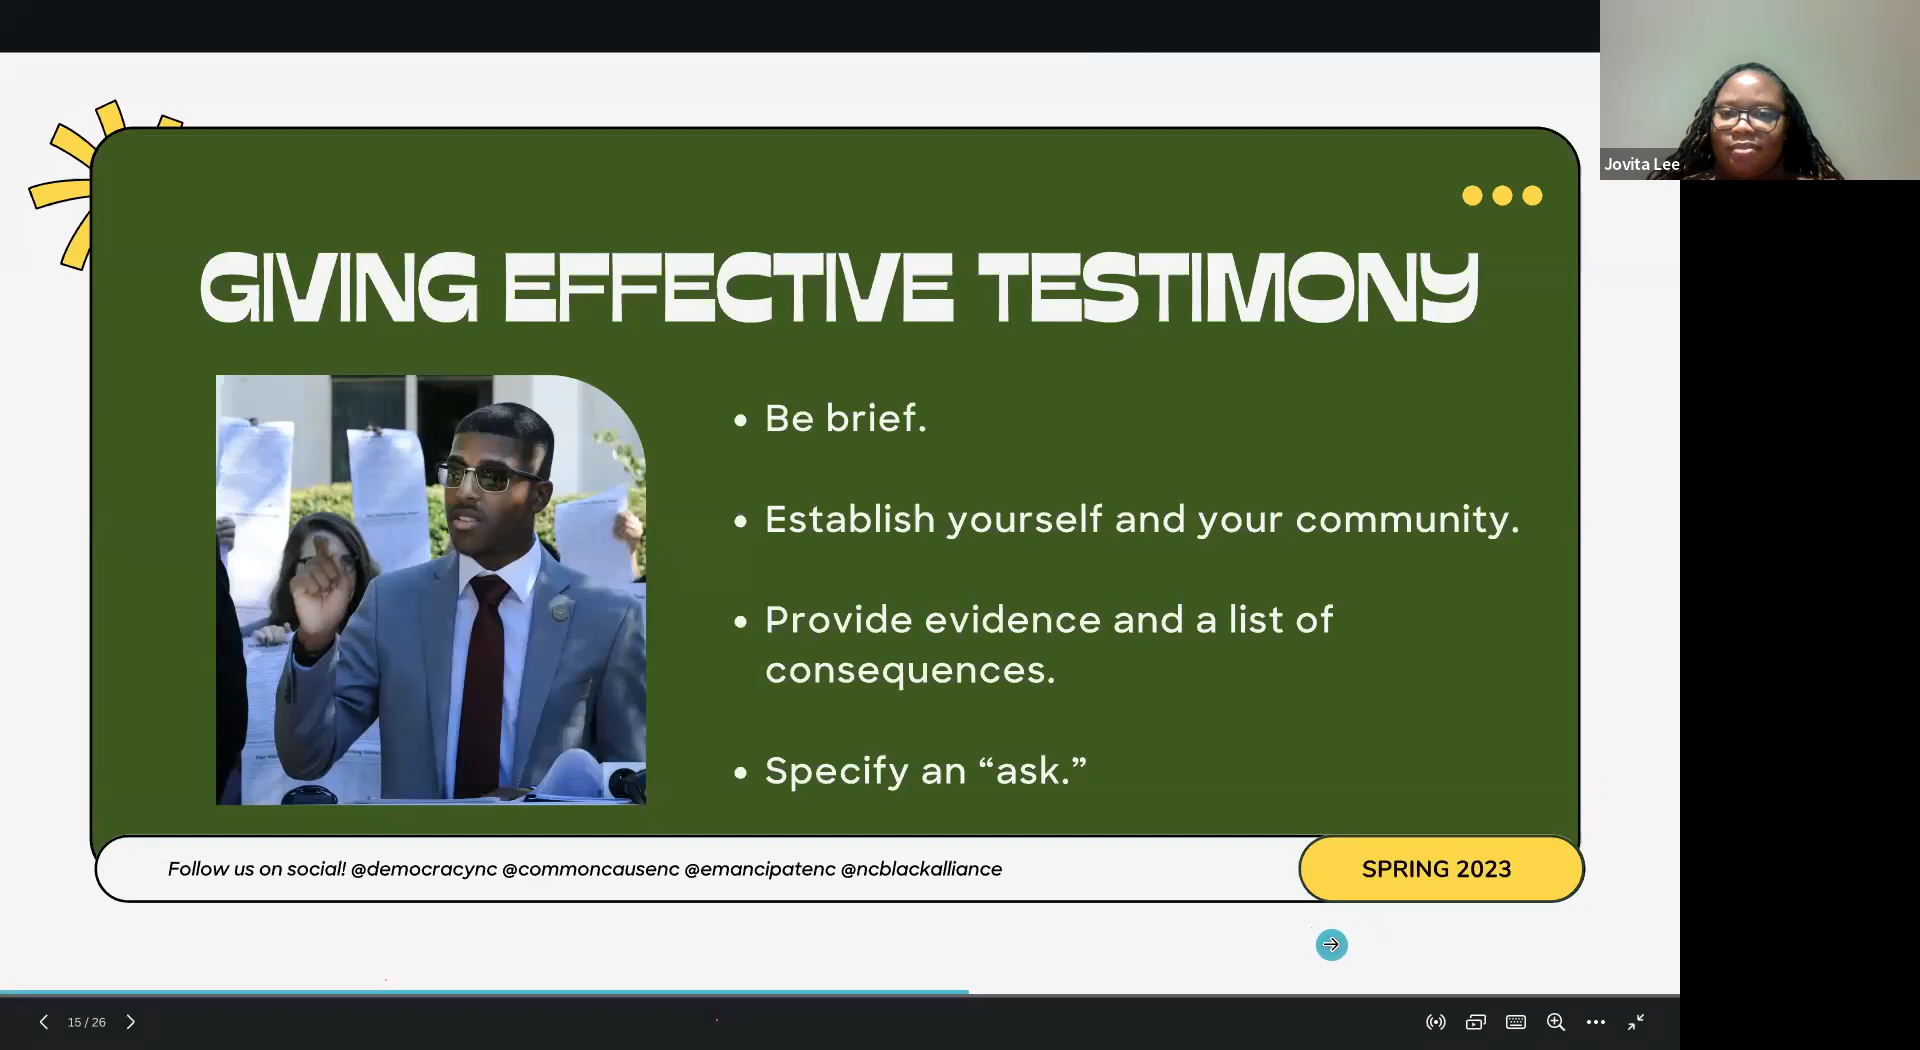 Jovita Lee
GIVING EFFECTIVE TESTIMONY
• Be brief.
• Establish yourself and your community.
• Provide evidence and a list of
consequences.
• Specify an “ask.”
Follow us on social! @democracync @commoncausenc @emancipatenc @ncblackalliance
SPRING 2023
15 / 26